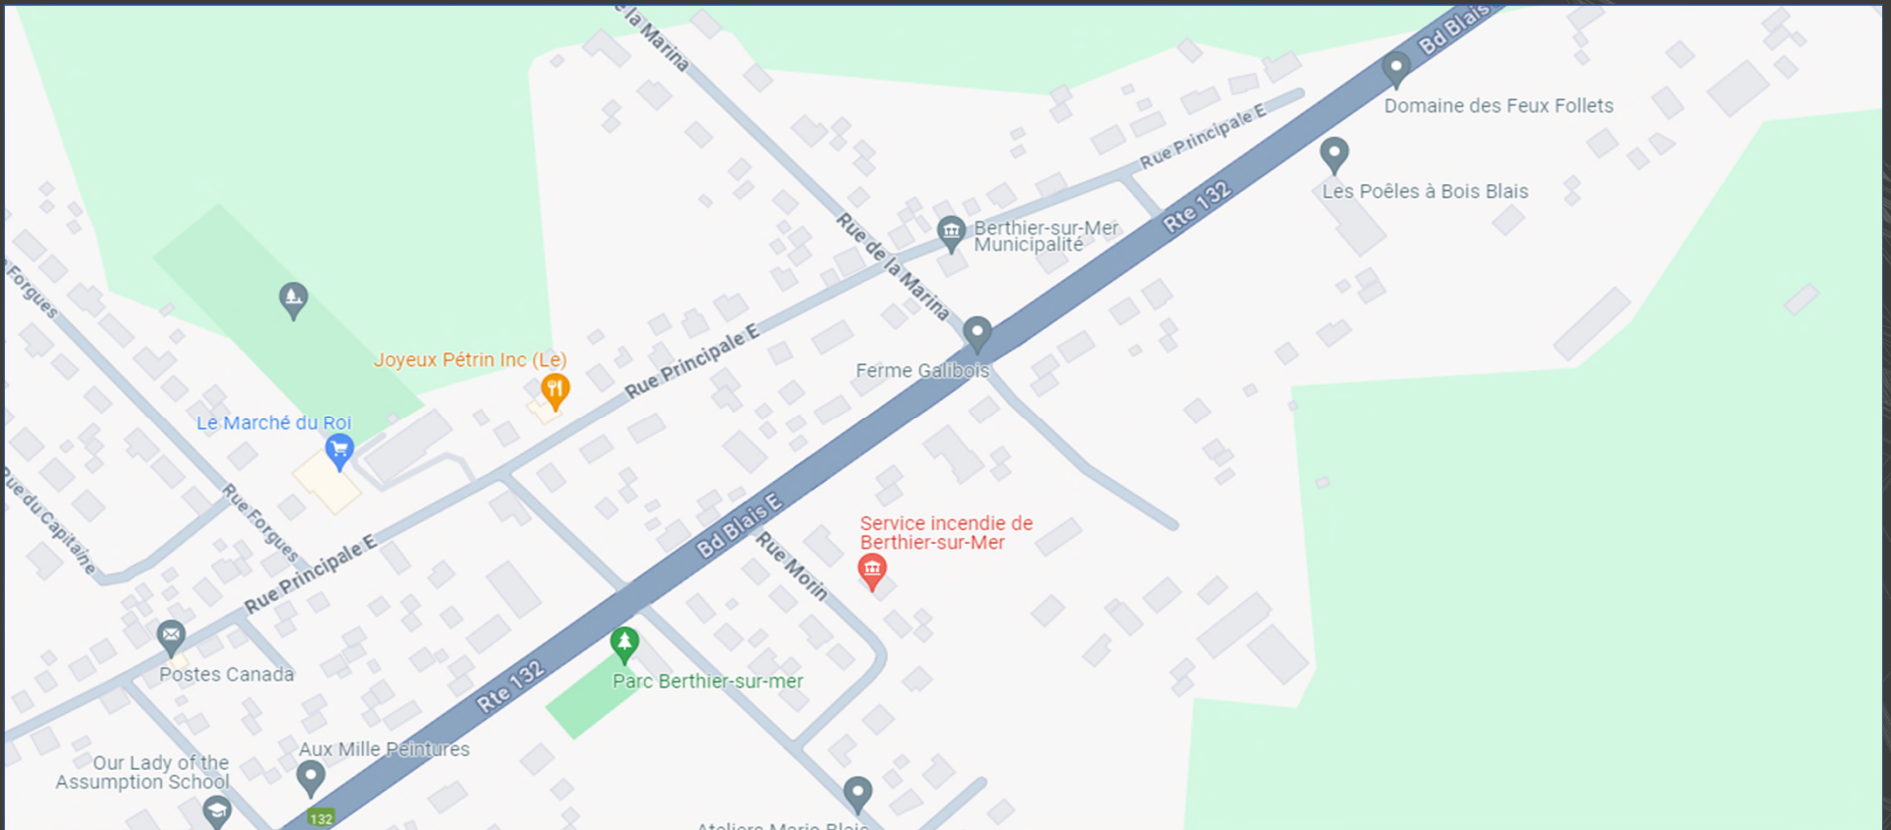 Bd Blais
e la Marina
Domaine des Feux Follets
Rue Principale E
Les Poêles à Bois Blais
Rte 132
Berthier-sur-Mer
Municipalité
Rue de la Marina
Forgues
Ferme Galibois
Rue Principale E
Joyeux Pétrin Inc (Le)
Le Marché du Roi
Rue Forgues
Rue du Capitaine
Bd Blais E
Service incendie de
Berthier-sur-Mer
Rue Morin
Rue Principale E
Postes Canada
Rte 132
Parc Berthier-sur-mer
Aux Mille Peintures
Our Lady of the
Assumption School
132
Ateliers Mario Blais